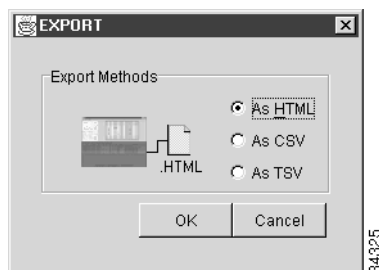 EXPORT
Export Methods
As HTML
As CSV
.HTML
As TSV
OK
Cancel
84325